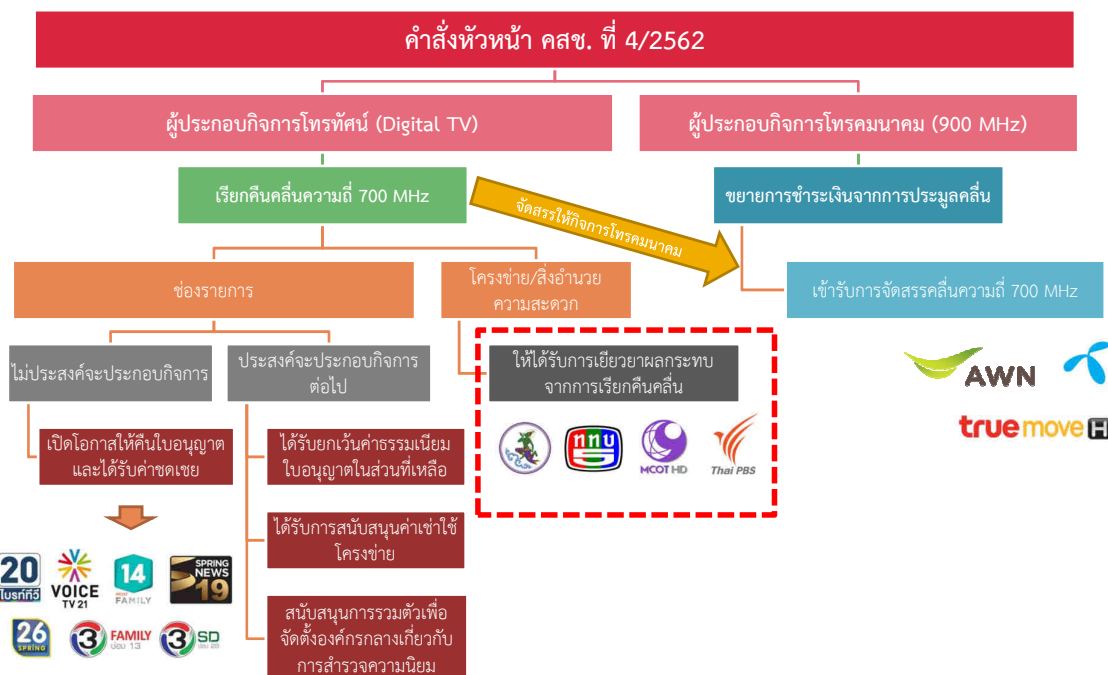 คำสั่งหัวหน้า คสช. ที่ 4/2562
ผู้ประกอบกิจการโทรทัศน์ (Digital TV)
ผู้ประกอบกิจการโทรคมนาคม (900 MHz)
เรียกคืนคลื่นความถี่ 700 MHz
จัดสรรให้กิจการโทรคมนาคม
ขยายการชำระเงินจากการประมูลคลื่น
ช่องรายการ
โครงข่าย/สิ่งอำนวย
ความสะดวก
เข้ารับการจัดสรรคลื่นความถี่ 700 MHz
ไม่ประสงค์จะประกอบกิจการ
ประสงค์จะประกอบกิจการ
ต่อไป
ให้ได้รับการเยียวยาผลกระทบ
จากการเรียกคืนคลื่น
AWN
truemove H
เปิดโอกาสให้คืนใบอนุญาต
และได้รับค่าชดเชย
ได้รับยกเว้นค่าธรรมเนียม
ใบอนุญาตในส่วนที่เหลือ
ททบ
MCOT HD
Thai PBS
ได้รับการสนับสนุนค่าเช่าใช้
โครงข่าย
20
ไบรท์ทีวี
VOICE
TV 21
14
FAMILY
SPRING
NEWS
19
26
SPRING
3 FAMILY
ช่อง 13
3 SD
ช่อง 28
สนับสนุนการรวมตัวเพื่อ
จัดตั้งองค์กรกลางเกี่ยวกับ
การสำรวจความนิยม